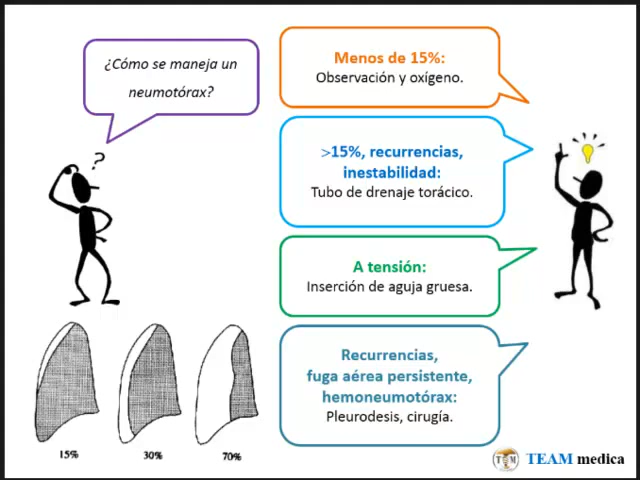 ¿Cómo se maneja un
neumotórax?
Menos de 15%:
Observación y oxígeno.
>15%, recurrencias,
inestabilidad:
Tubo de drenaje torácico.
A tensión:
Inserción de aguja gruesa.
Recurrencias,
fuga aérea persistente,
hemoneumotórax:
Pleurodesis, cirugía.
?
15%
30%
70%
TEAM medica